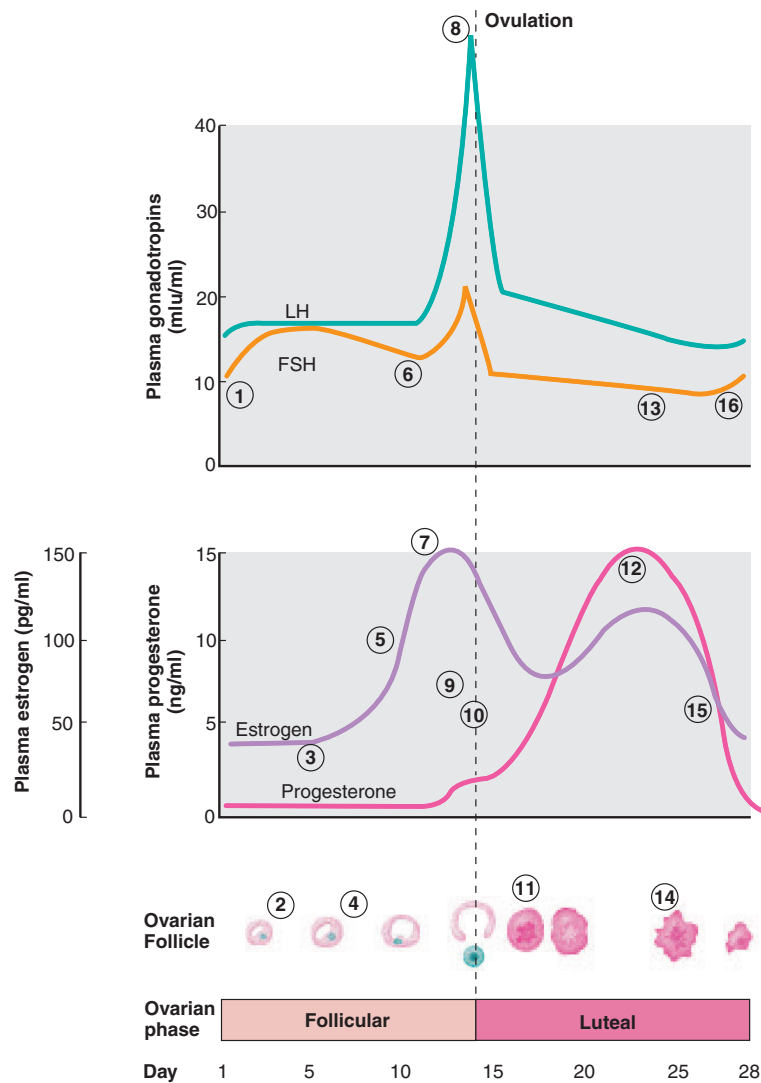 8
Ovulation
Plasma gonadotropins
(mlu/ml)
40
30
20
10
0
LH
FSH
1
6
13
16
Plasma estrogen (pg/ml)
150
100
50
0
Plasma progesterone
(ng/ml)
15
10
5
0
7
12
5
9
10
15
Estrogen
3
Progesterone
2
4
11
14
Ovarian
Follicle
Ovarian
phase
Follicular
Luteal
Day 1 5 10 15 20 25 28